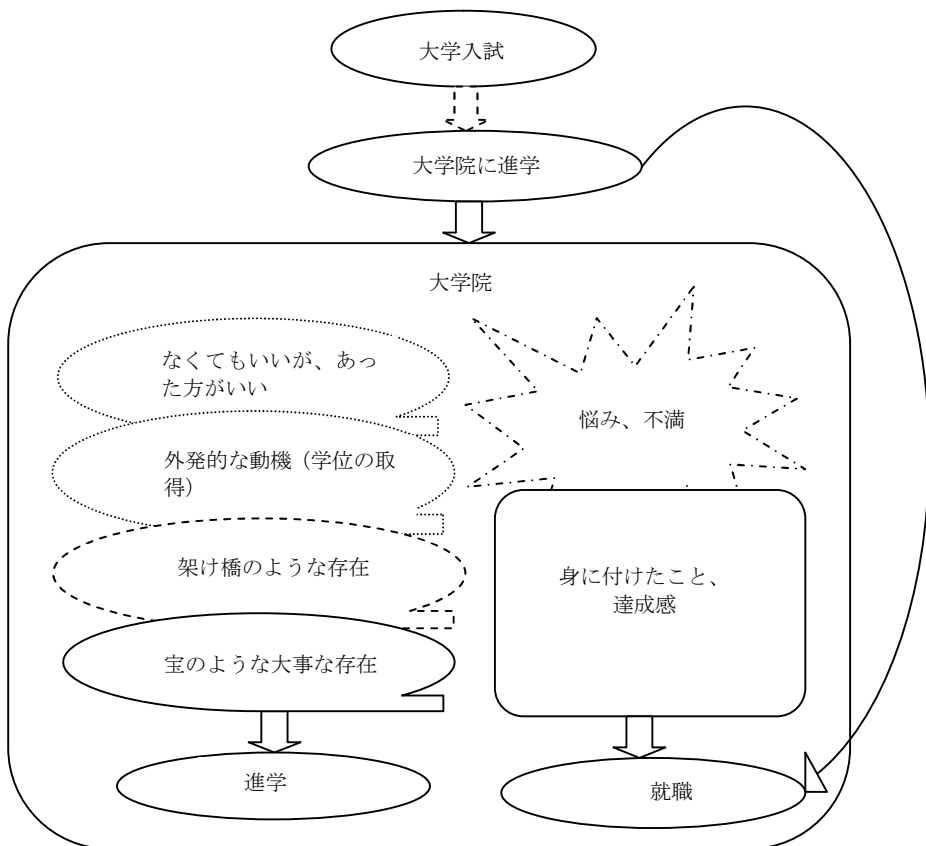 大学入試
大学院に進学
大学院
なくてもいいが、あっ
た方がいい
外発的な動機（学位の取
得）
架け橋のような存在
宝のような大事な存在
進学
悩み、不満
身に付けたこと、
達成感
就職